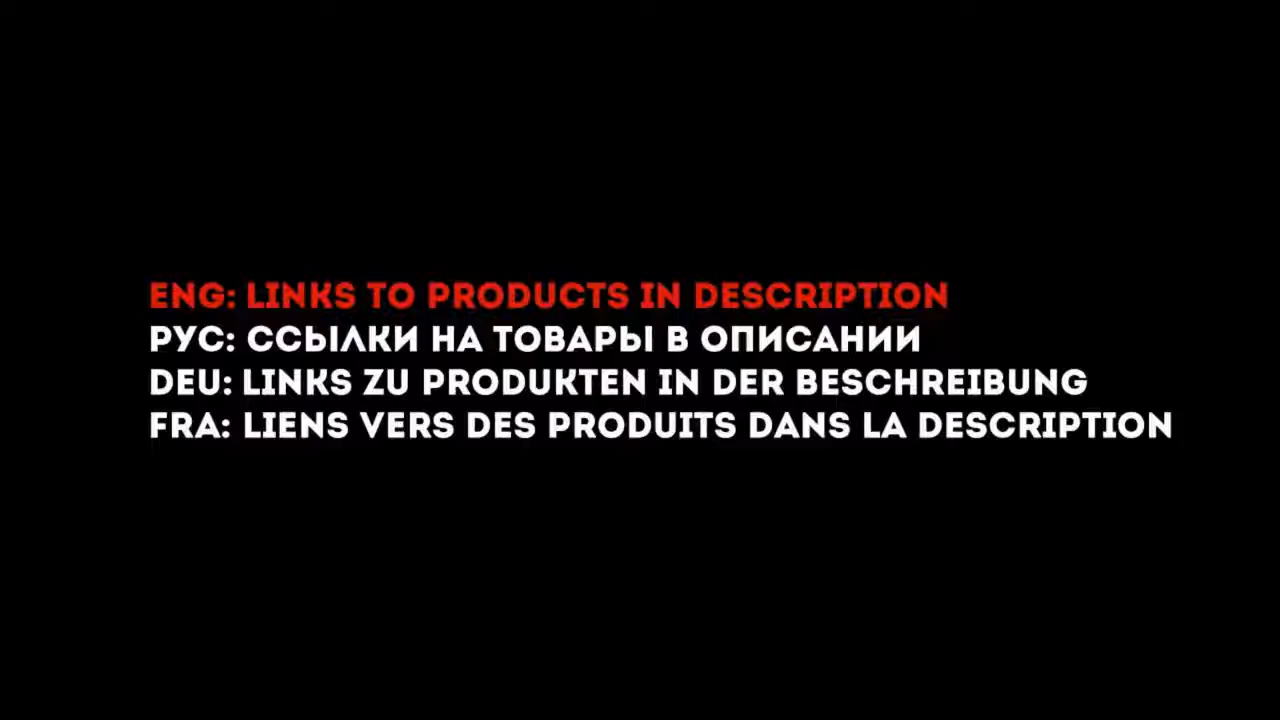 ENG: LINKS TO PRODUCTS IN DESCRIPTION
РУС: ССЫЛКИ НА ТОВАРЫ В ОПИСАНИИ
DEU: LINKS ZU PRODUKTEN IN DER BESCHREIBUNG
FRA: LIENS VERS DES PRODUITS DANS LA DESCRIPTION